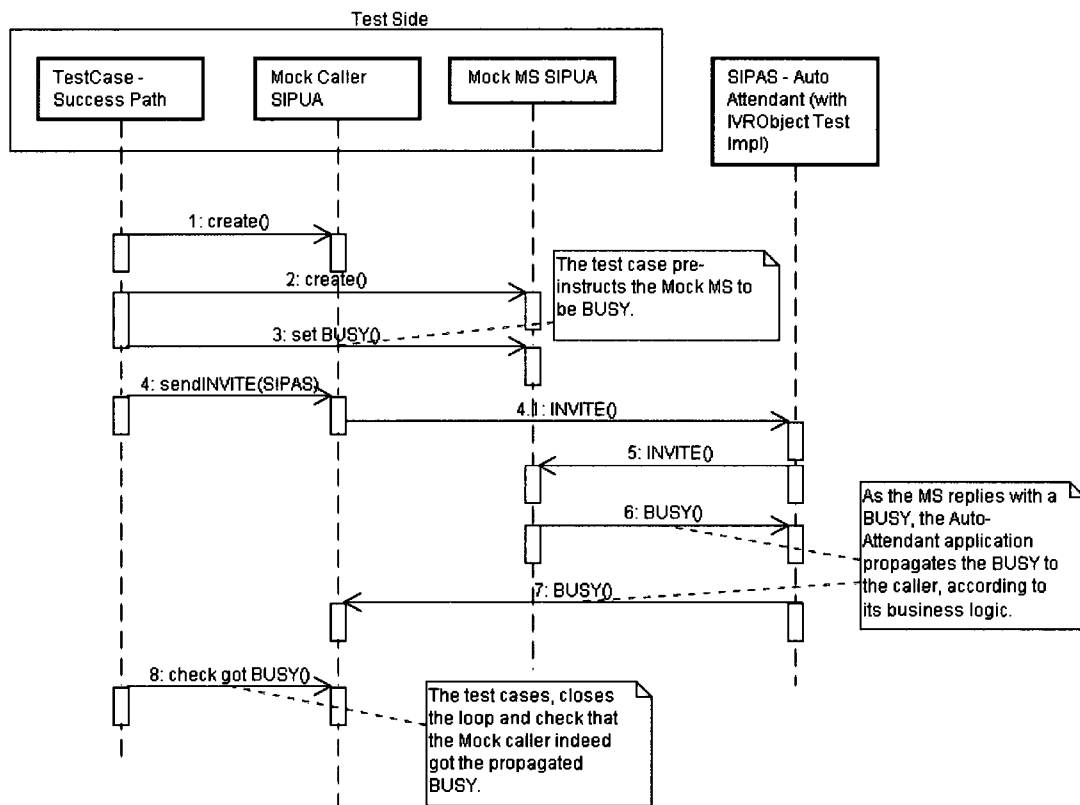 Test Side
TestCase -
Success Path
Mock Caller
SIPUA
Mock MS SIPUA
SIPAS - Auto
Attendant (with
IVRObject Test
Impl)
1: create()
2: create()
The test case pre-
instructs the Mock MS to
be BUSY.
3: set BUSY()
4: sendINVITE(SIPAS)
4.1: INVITE()
5: INVITE()
6: BUSY()
As the MS replies with a
BUSY, the Auto-
Attendant application
propagates the BUSY to
the caller, according to
its business logic.
7: BUSY()
8: check got BUSY()
The test cases, closes
the loop and check that
the Mock caller indeed
got the propagated
BUSY.